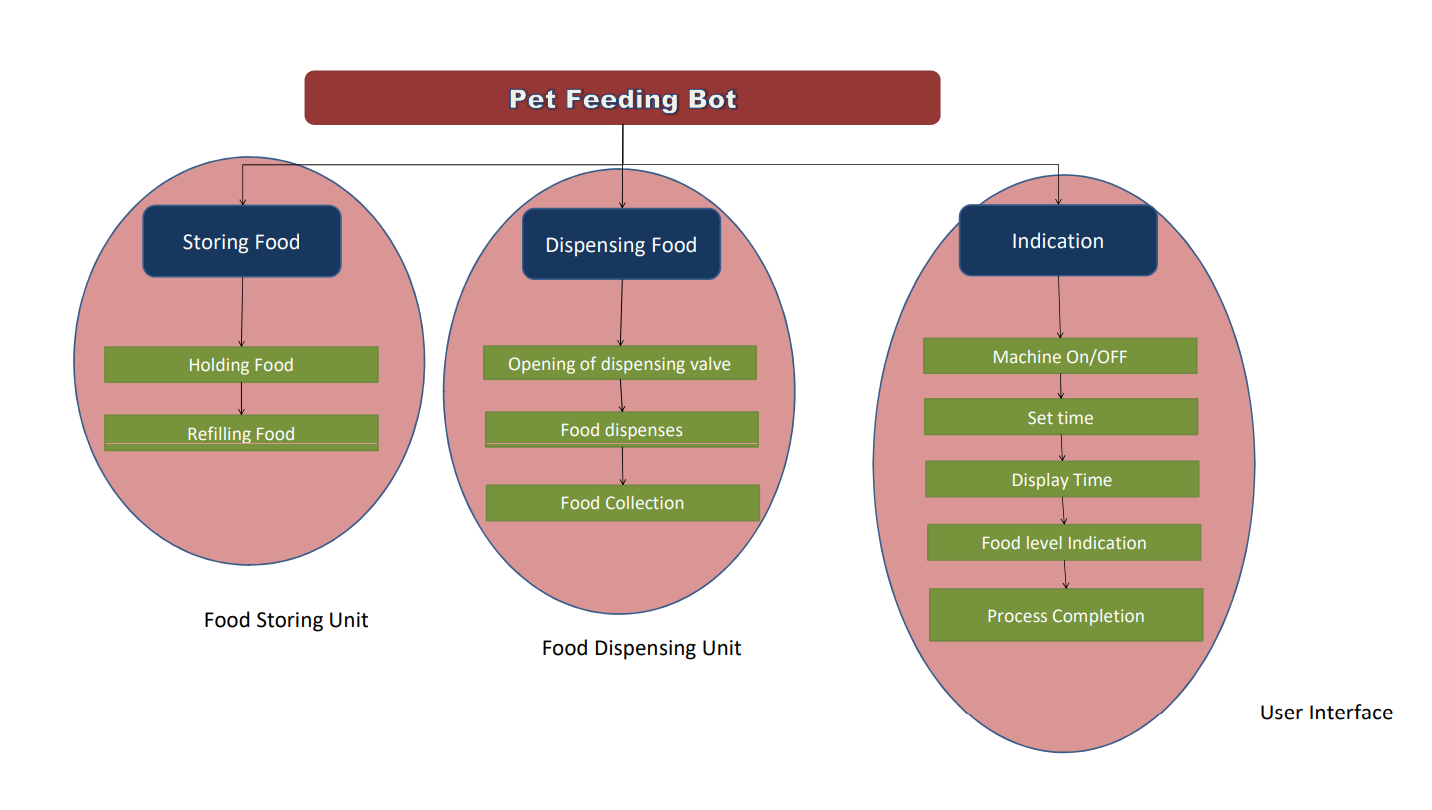 Pet Feeding Bot
Storing Food
Holding Food
Refilling Food
Food Storing Unit
Dispensing Food
Opening of dispensing valve
Food dispenses
Food Collection
Food Dispensing Unit
Indication
Machine On/OFF
Set time
Display Time
Food level Indication
Process Completion
User Interface